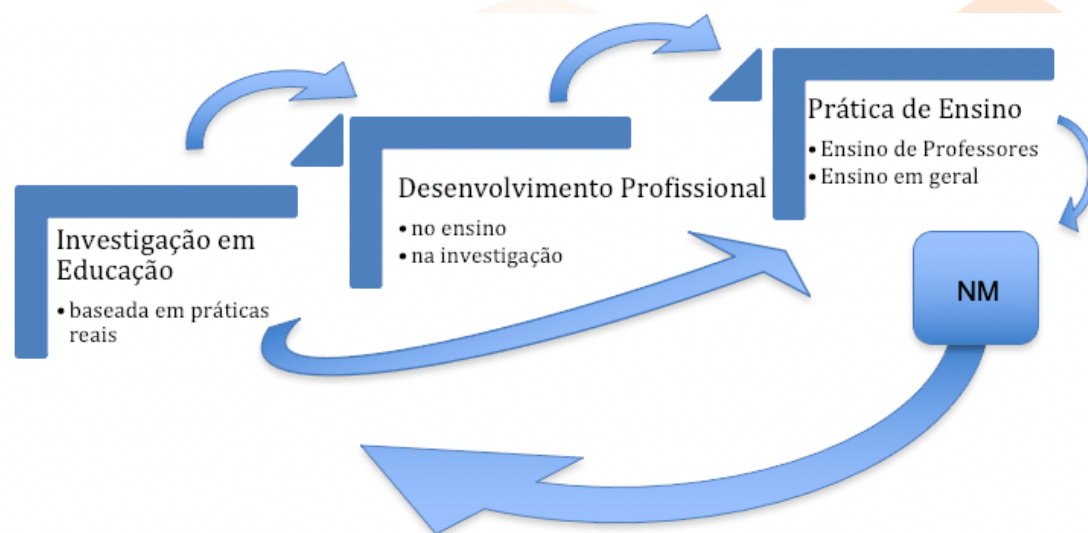 Investigação em
Educação
• baseada em práticas
reais
Desenvolvimento Profissional
• no ensino
• na investigação
Prática de Ensino
• Ensino de Professores
• Ensino em geral
NM